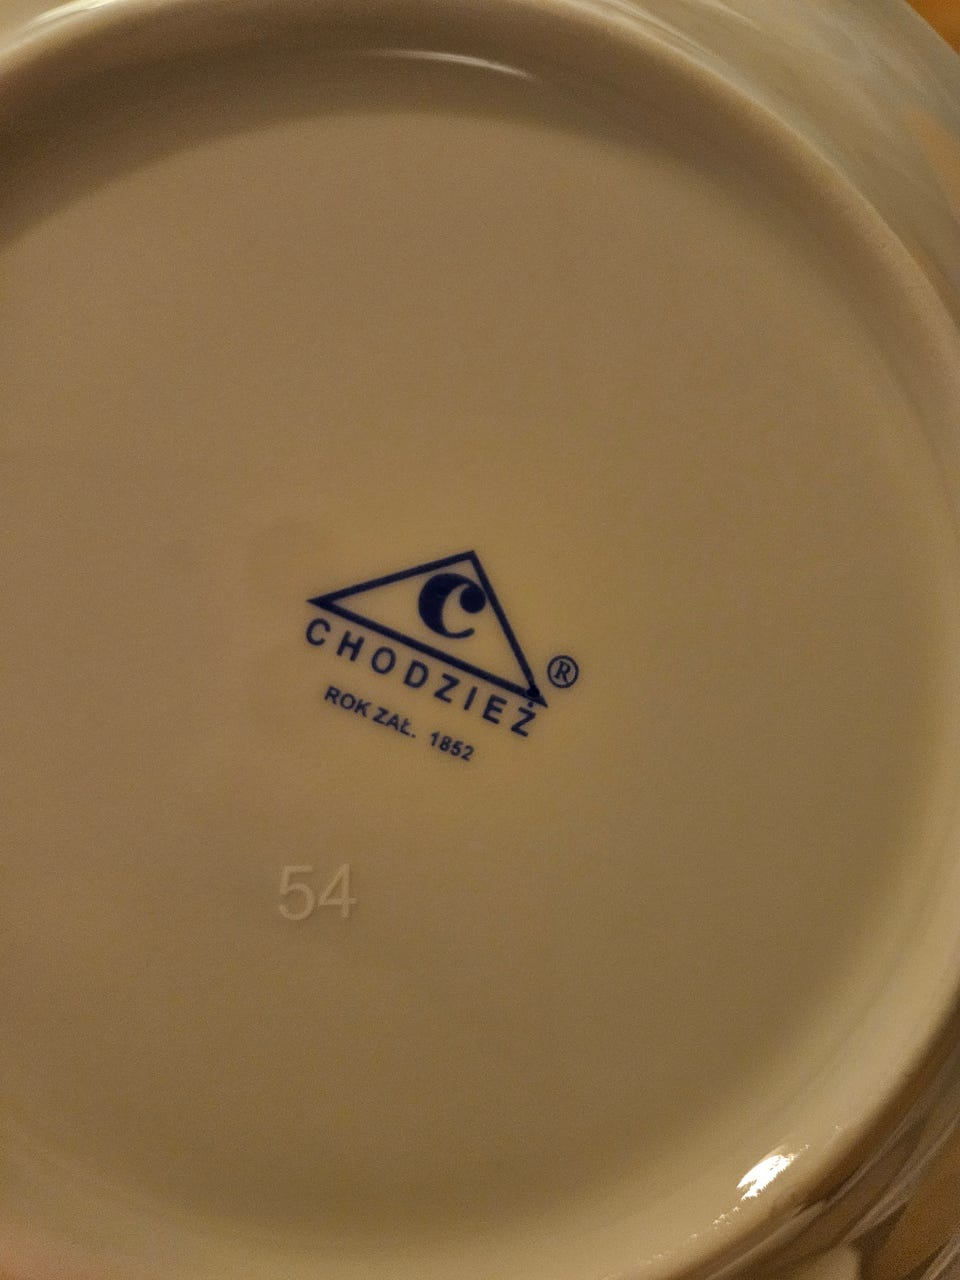 C
CHODZIEŻ ®
ROK ZAŁ. 1852
54